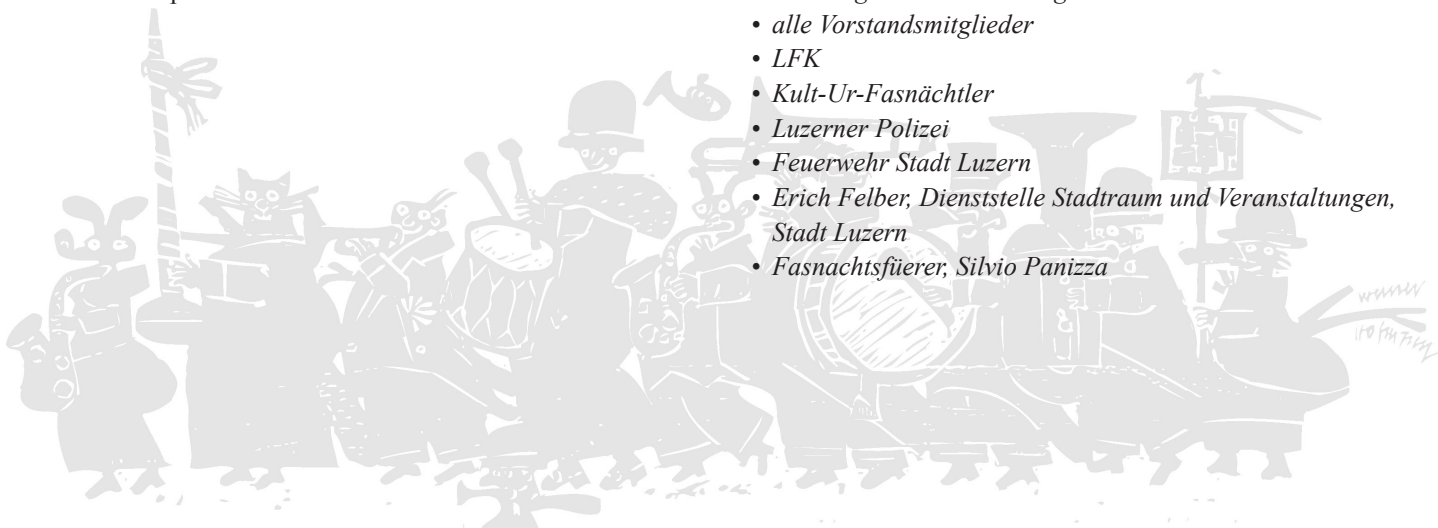 • alle Vorstandsmitglieder
• LFK
• Kult-Ur-Fasnächtler
• Luzerner Polizei
• Feuerwehr Stadt Luzern
• Erich Felber, Dienststelle Stadtraum und Veranstaltungen,
Stadt Luzern
• Fasnachtsfüerer, Silvio Panizza